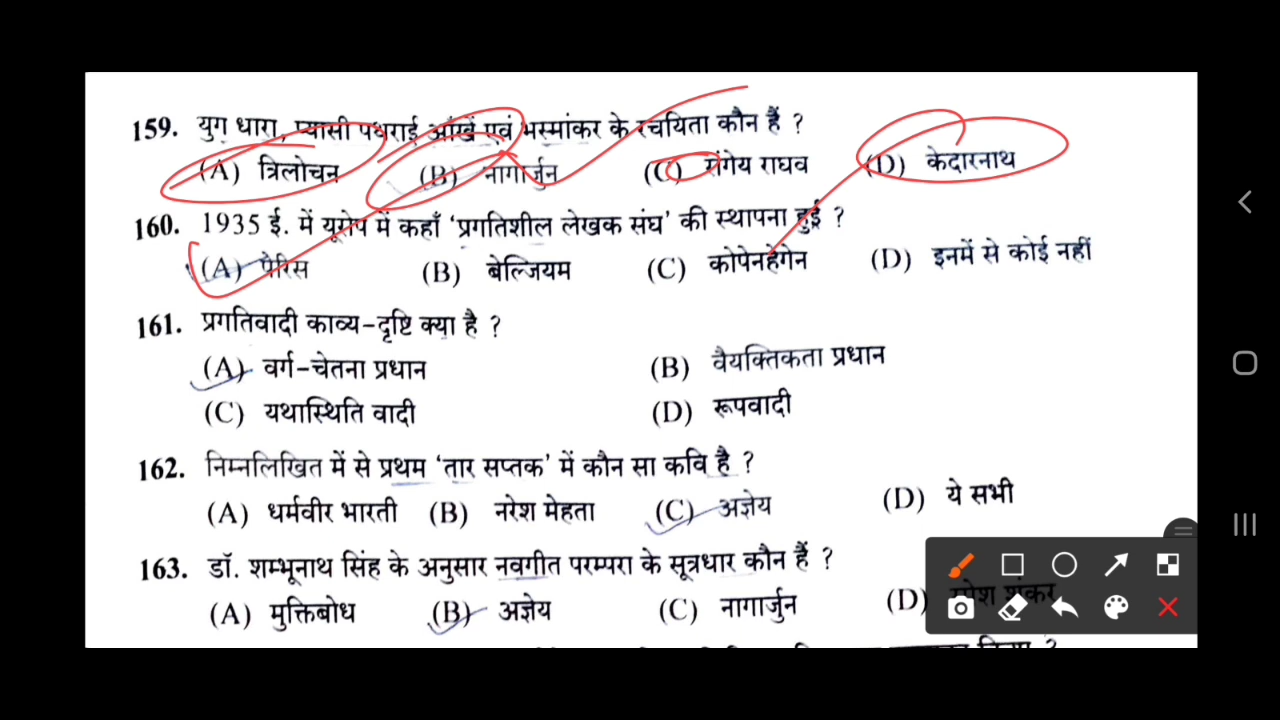 159. युग धारा, प्यासी पथराई आंखें एवं भस्मांकर के रचयिता कौन हैं ?
(A) त्रिलोचन (B) नागार्जुन (C) रांगेय राघव (D) केदारनाथ
160. 1935 ई. में यूरोप में कहाँ ‘प्रगतिशील लेखक संघ’ की स्थापना हुई ?
(A) पेरिस (B) बेल्जियम (C) कोपेनहेगेन (D) इनमें से कोई नहीं
161. प्रगतिवादी काव्य-दृष्टि क्या है ?
(A) वर्ग-चेतना प्रधान (B) वैयक्तिकता प्रधान
(C) यथास्थिति वादी (D) रूपवादी
162. निम्नलिखित में से प्रथम ‘तार सप्तक’ में कौन सा कवि है ?
(A) धर्मवीर भारती (B) नरेश मेहता (C) अज्ञेय (D) ये सभी
163. डॉ. शम्भूनाथ सिंह के अनुसार नवगीत परम्परा के सूत्रधार कौन हैं ?
(A) मुक्तिबोध (B) अज्ञेय (C) नागार्जुन (D) शंकर